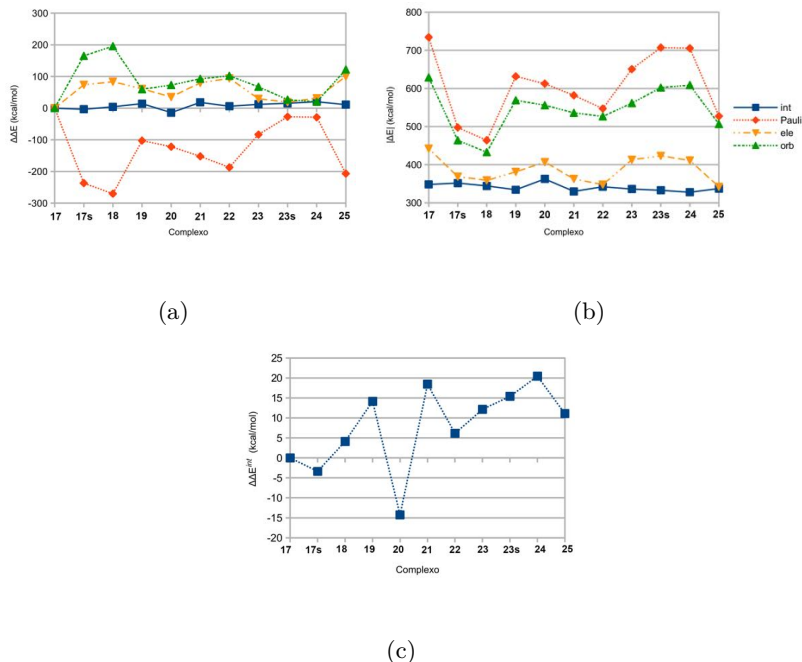 300
200
100
0
-100
-200
-300
ΔΔE (kcal/mol)
17 17s 18 19 20 21 22 23 23s 24 25
Complexo
(a)
800
700
600
500
400
300
|ΔE| (kcal/mol)
17 17s 18 19 20 21 22 23 23s 24 25
Complexo
int
Pauli
ele
orb
(b)
25
20
15
10
5
0
-5
-10
-15
-20
ΔΔE^int (kcal/mol)
17 17s 18 19 20 21 22 23 23s 24 25
Complexo
(c)